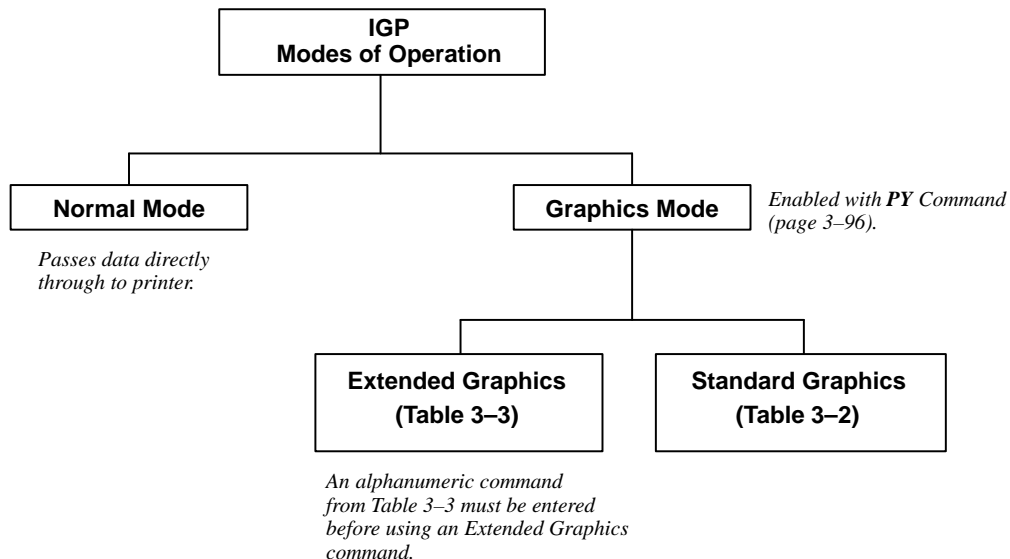 IGP
Modes of Operation
Normal Mode
Passes data directly
through to printer.
Graphics Mode
Enabled with PY Command
(page 3–96).
Extended Graphics
(Table 3–3)
An alphanumeric command
from Table 3–3 must be entered
before using an Extended Graphics
command.
Standard Graphics
(Table 3–2)